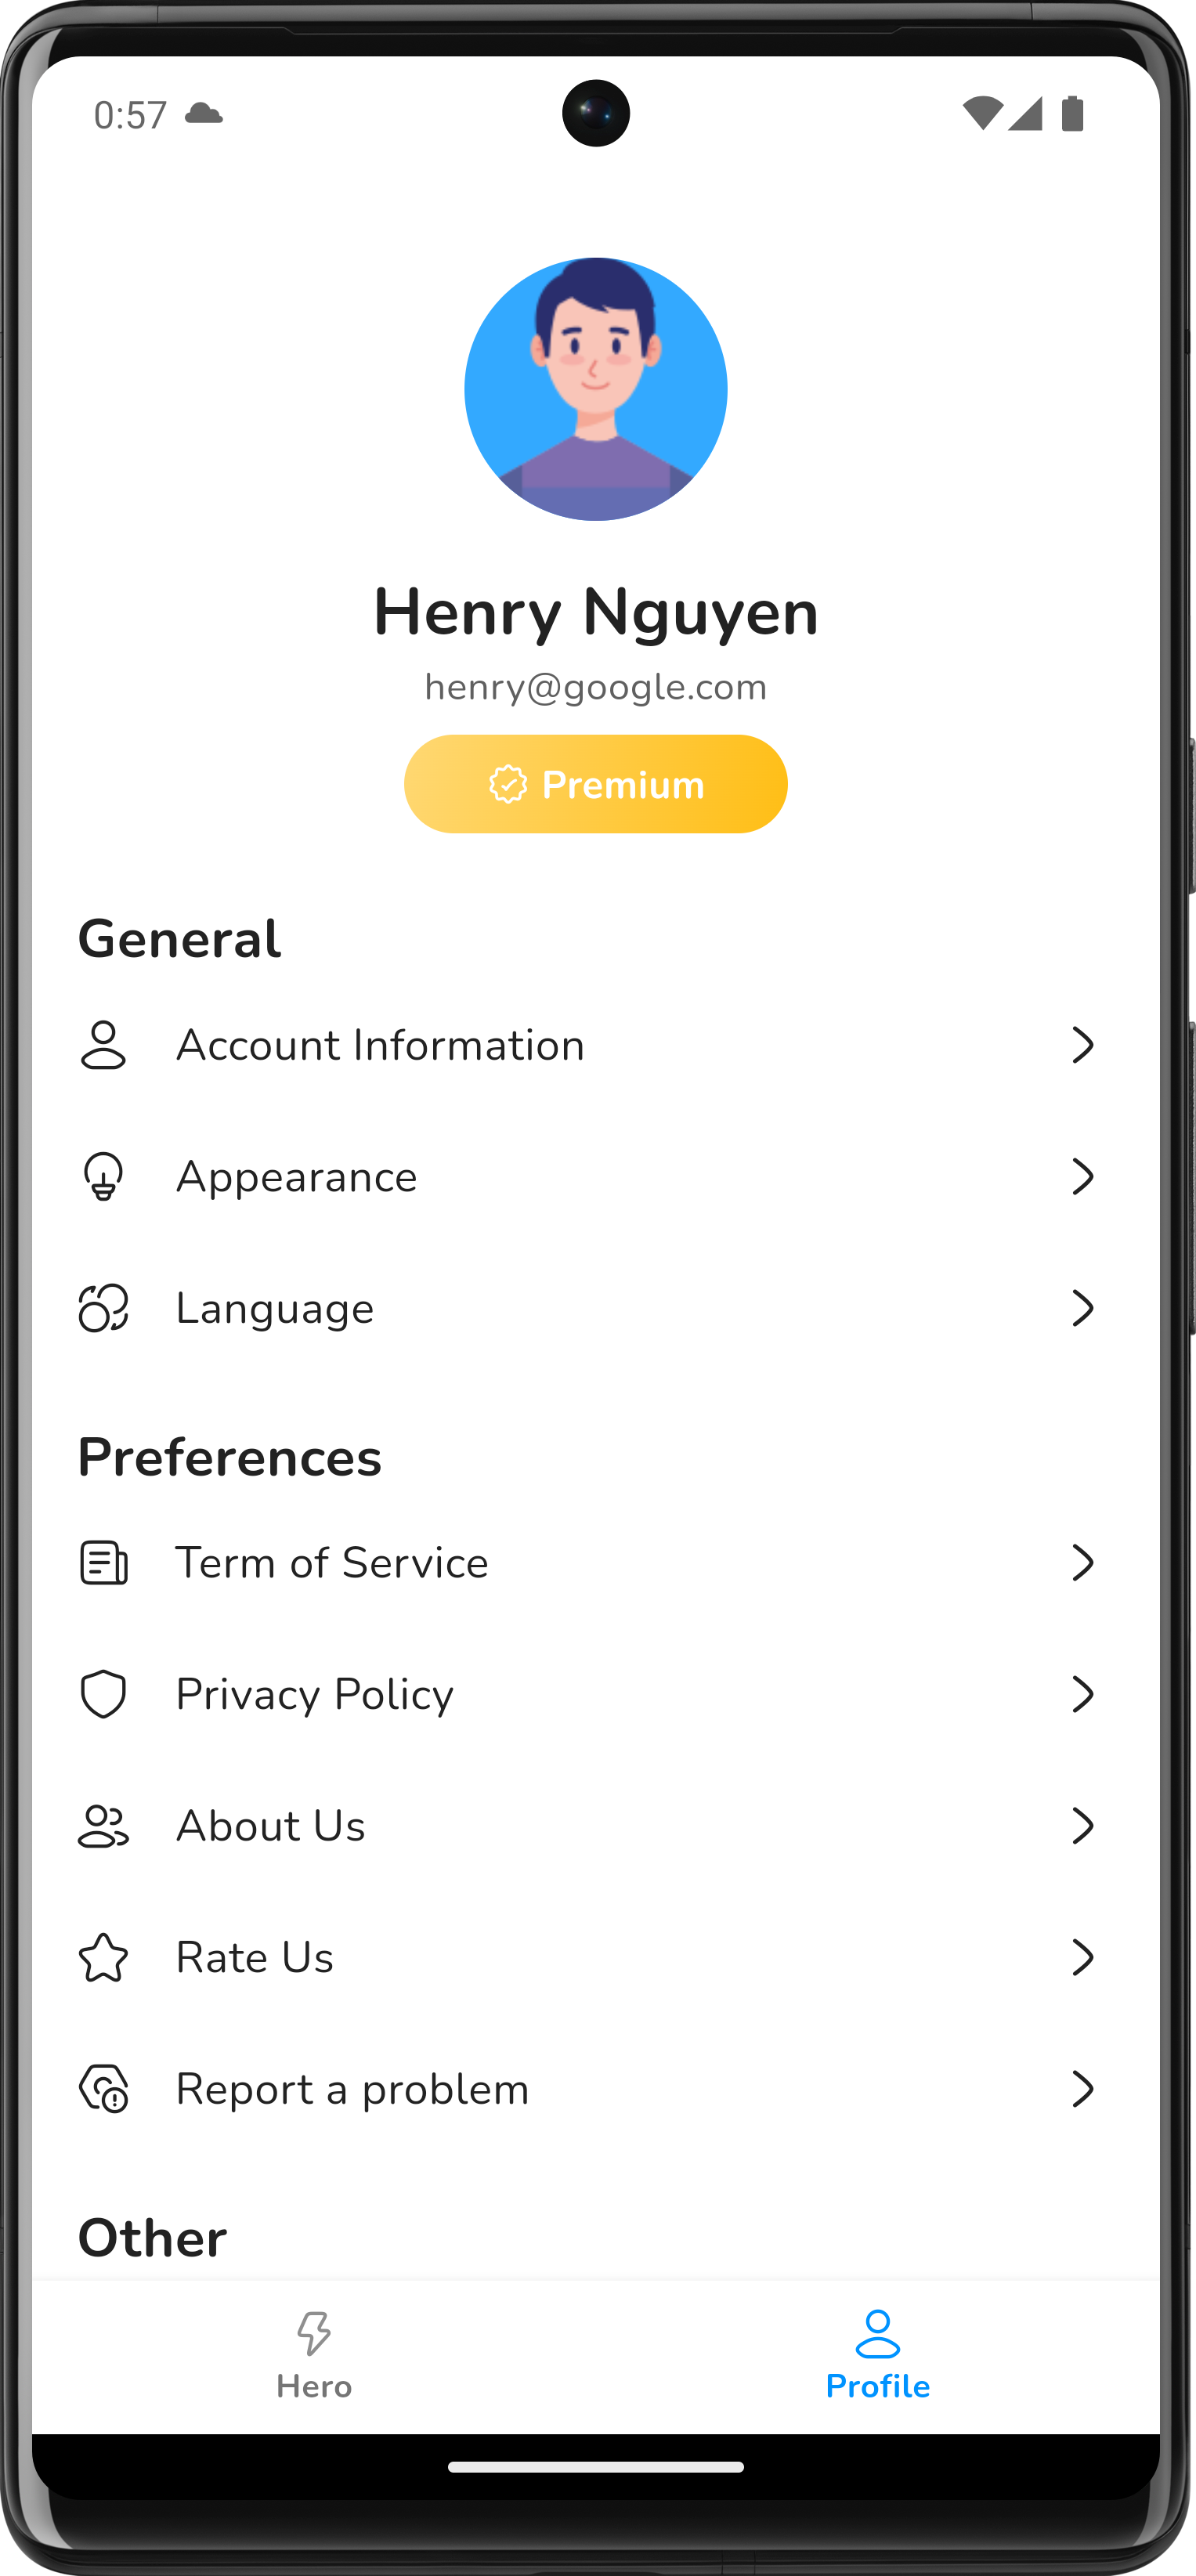 0:57
Henry Nguyen
henry@google.com
Premium
General
Account Information
Appearance
Language
Preferences
Term of Service
Privacy Policy
About Us
Rate Us
Report a problem
Other
Hero
Profile